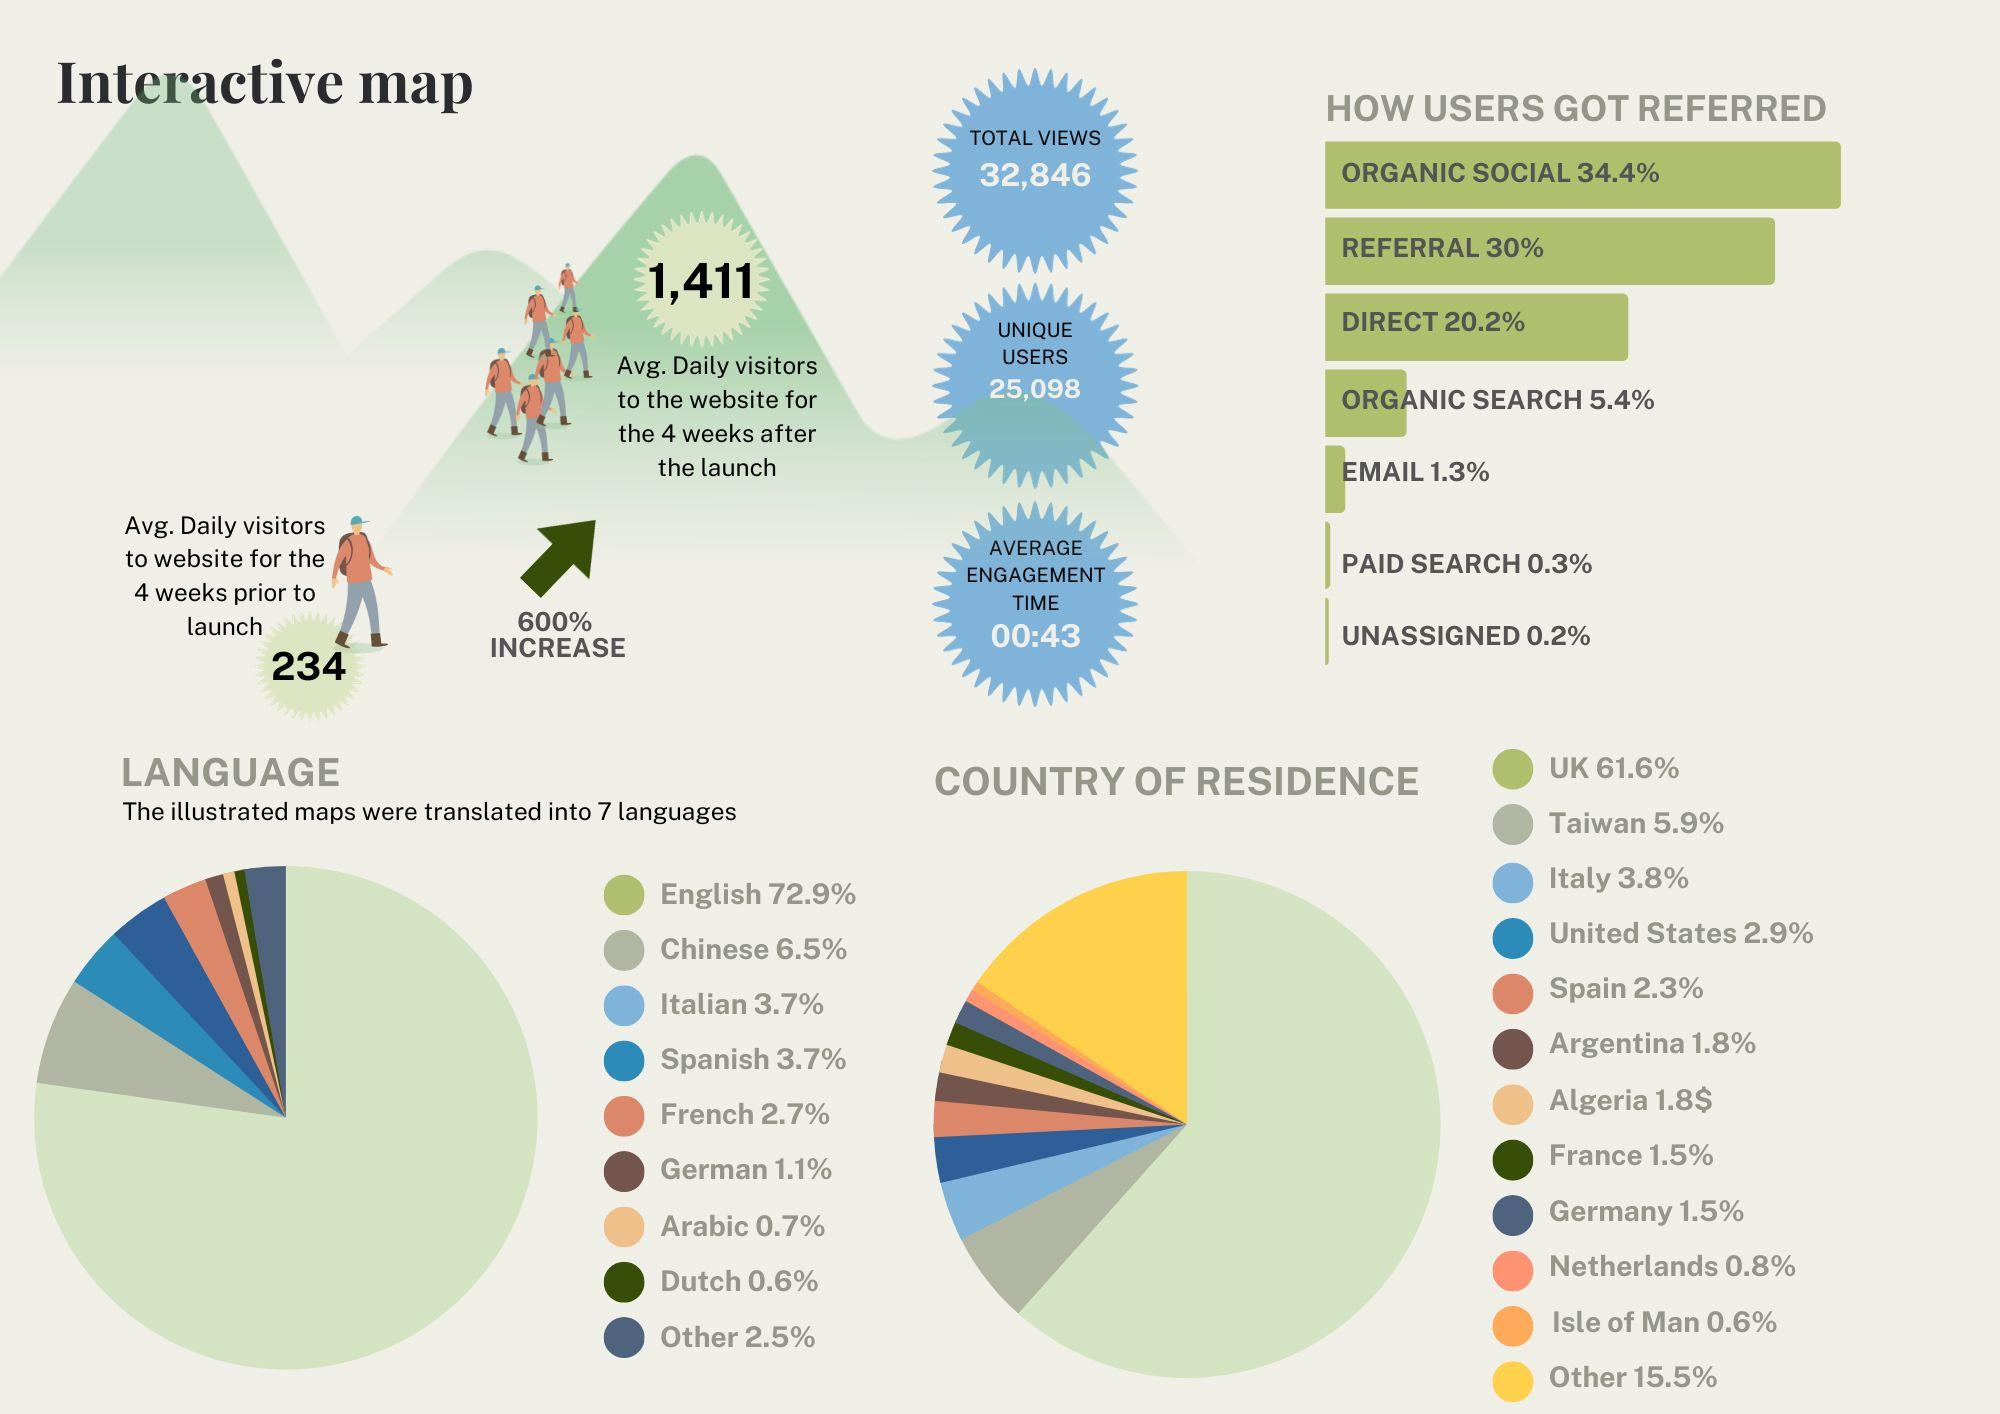 Interactive map
1,411
Avg. Daily visitors
to the website for
the 4 weeks after
the launch
Avg. Daily visitors
to website for the
4 weeks prior to
launch
234
600%
INCREASE
TOTAL VIEWS
32,846
UNIQUE
USERS
25,098
AVERAGE
ENGAGEMENT
TIME
00:43
HOW USERS GOT REFERRED
ORGANIC SOCIAL 34.4%
REFERRAL 30%
DIRECT 20.2%
ORGANIC SEARCH 5.4%
EMAIL 1.3%
PAID SEARCH 0.3%
UNASSIGNED 0.2%
LANGUAGE
The illustrated maps were translated into 7 languages
English 72.9%
Chinese 6.5%
Italian 3.7%
Spanish 3.7%
French 2.7%
German 1.1%
Arabic 0.7%
Dutch 0.6%
Other 2.5%
COUNTRY OF RESIDENCE
UK 61.6%
Taiwan 5.9%
Italy 3.8%
United States 2.9%
Spain 2.3%
Argentina 1.8%
Algeria 1.8$
France 1.5%
Germany 1.5%
Netherlands 0.8%
Isle of Man 0.6%
Other 15.5%